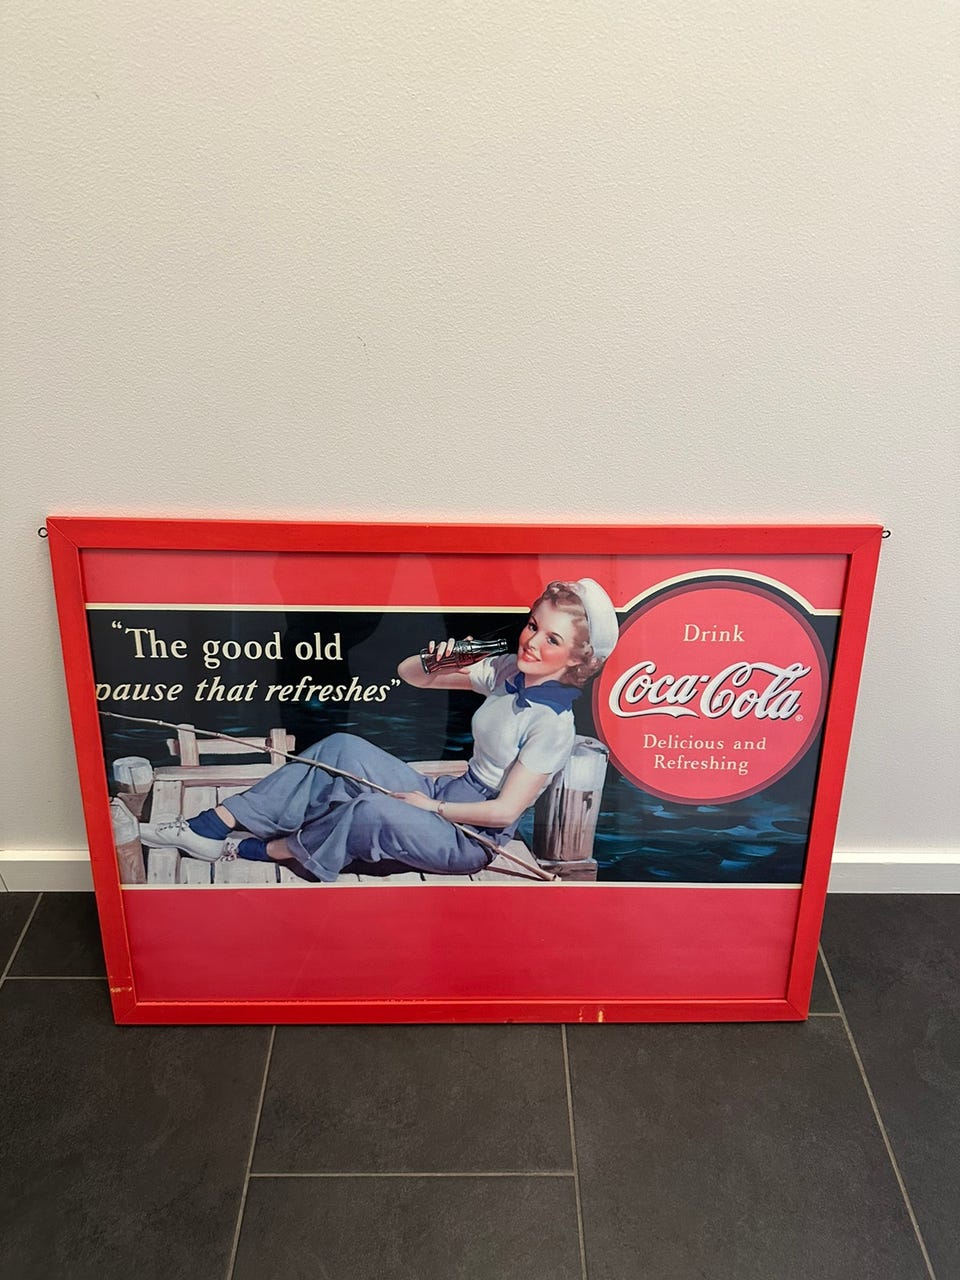 "The good old
pause that refreshes"
Drink
Coca-Cola®
Delicious and
Refreshing